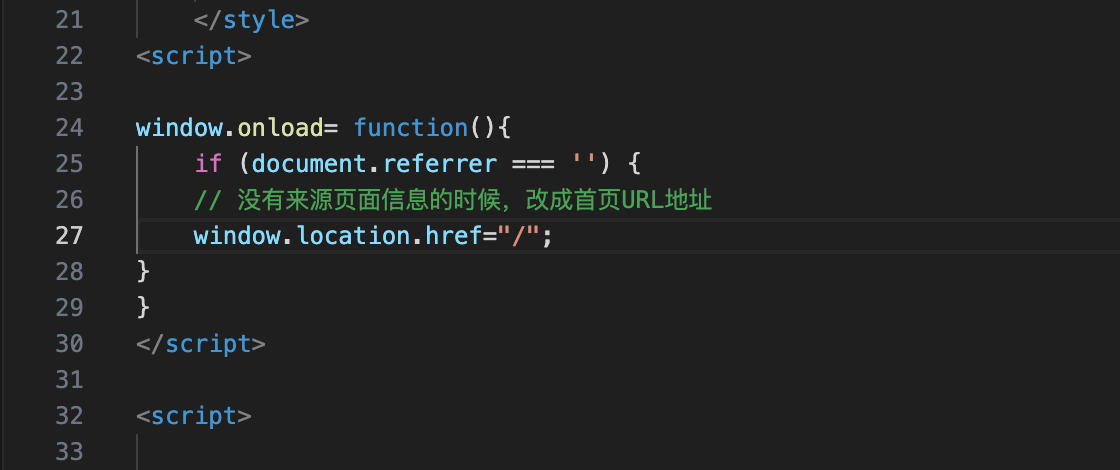 21 </style>
22 <script>
23
24 window.onload= function(){
25 if (document.referrer === '') {
26 // 没有来源页面信息的时候，改成首页URL地址
27 window.location.href="/";
28 }
29 }
30 </script>
31
32 <script>
33